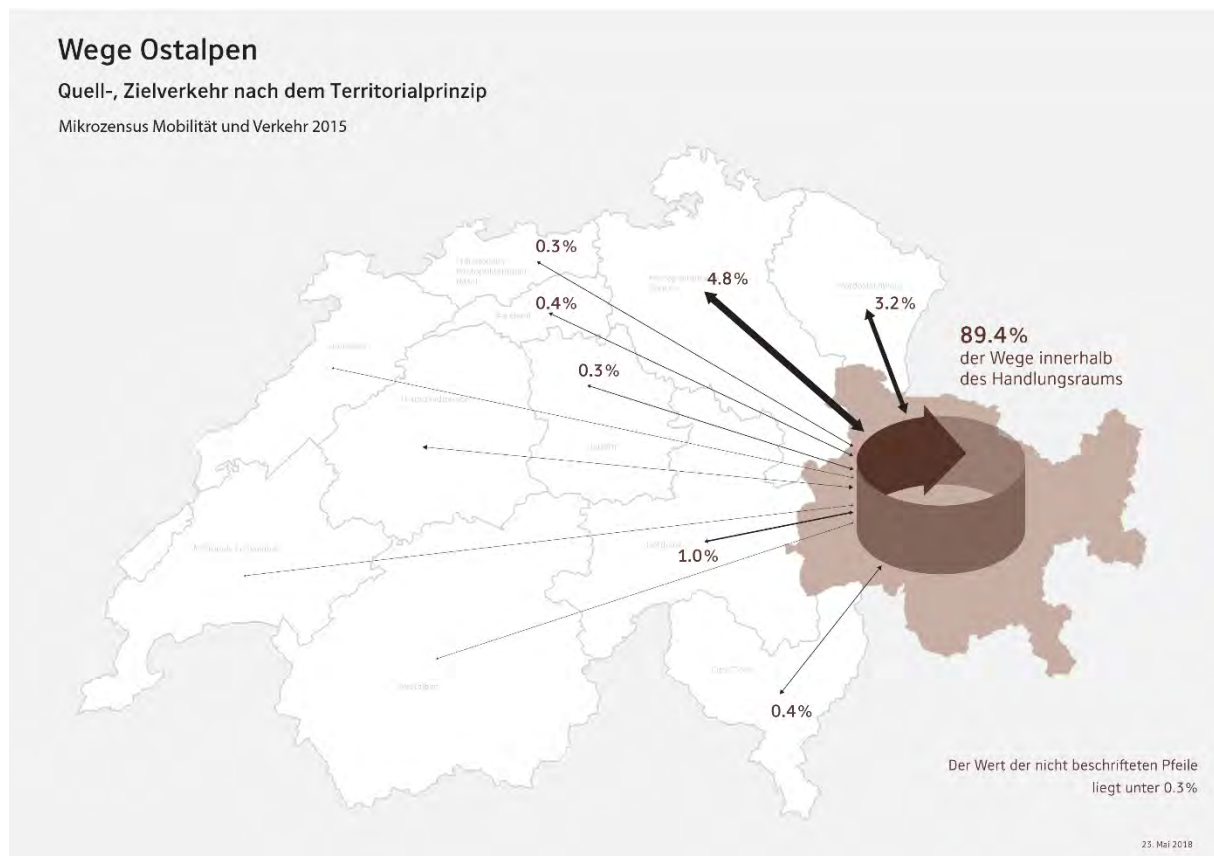 Wege Ostalpen
Quell-, Zielverkehr nach dem Territorialprinzip
Mikrozensus Mobilität und Verkehr 2015
0.3%
4.8%
0.4%
3.2%
89.4%
der Wege innerhalb
des Handlungsraums
0.3%
Luzern
1.0%
0.4%
Der Wert der nicht beschrifteten Pfeile
liegt unter 0.3%
23. Mai 2018